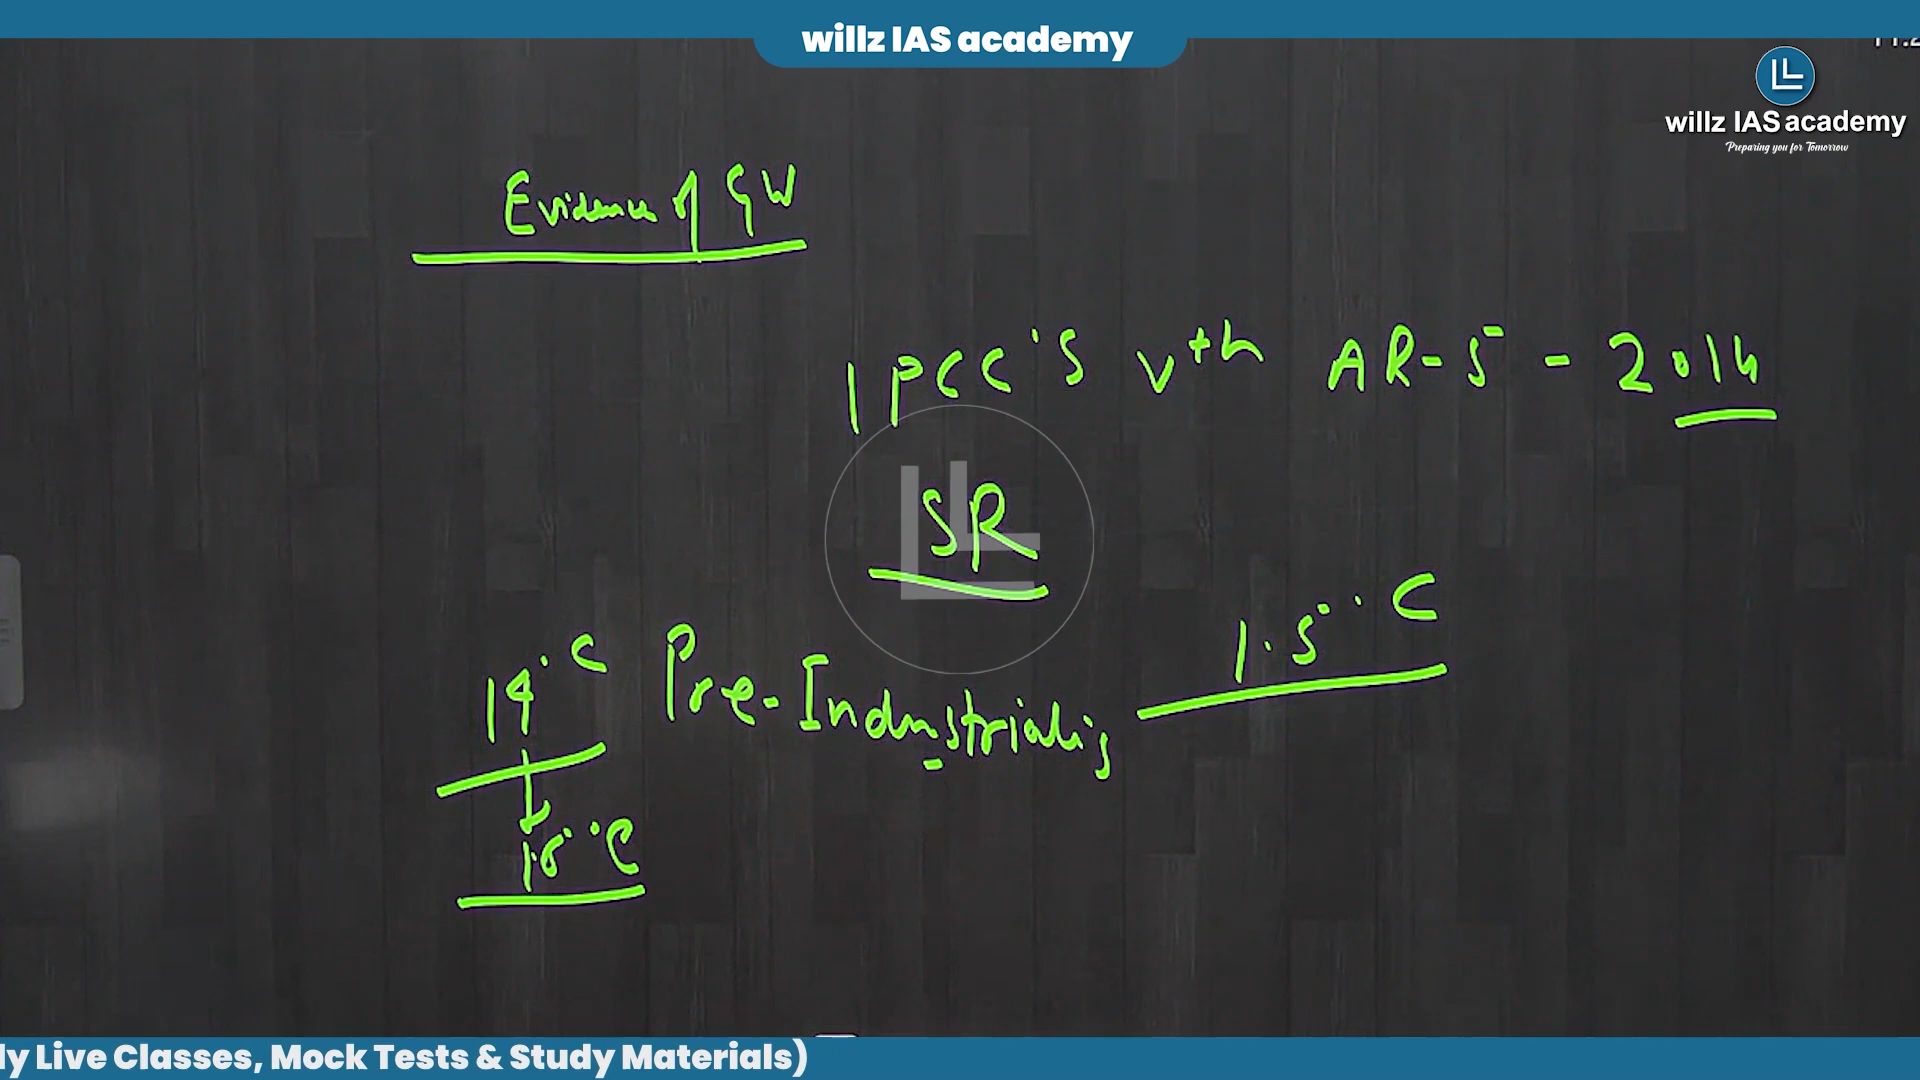 willz IAS academy
willz IAS academy
Preparing you for Tomorrow
Evidence of GW
IPCC'S vth AR-5 - 2014
SR
1.5°C
14°C Pre-Industrialis
15°C
ly Live Classes, Mock Tests & Study Materials)